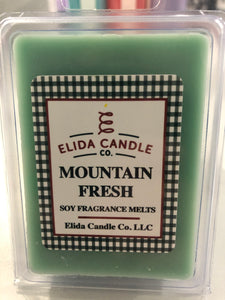 ELIDA CANDLE
CO.
MOUNTAIN
FRESH
SOY FRAGRANCE MELTS
Elida Candle Co. LLC